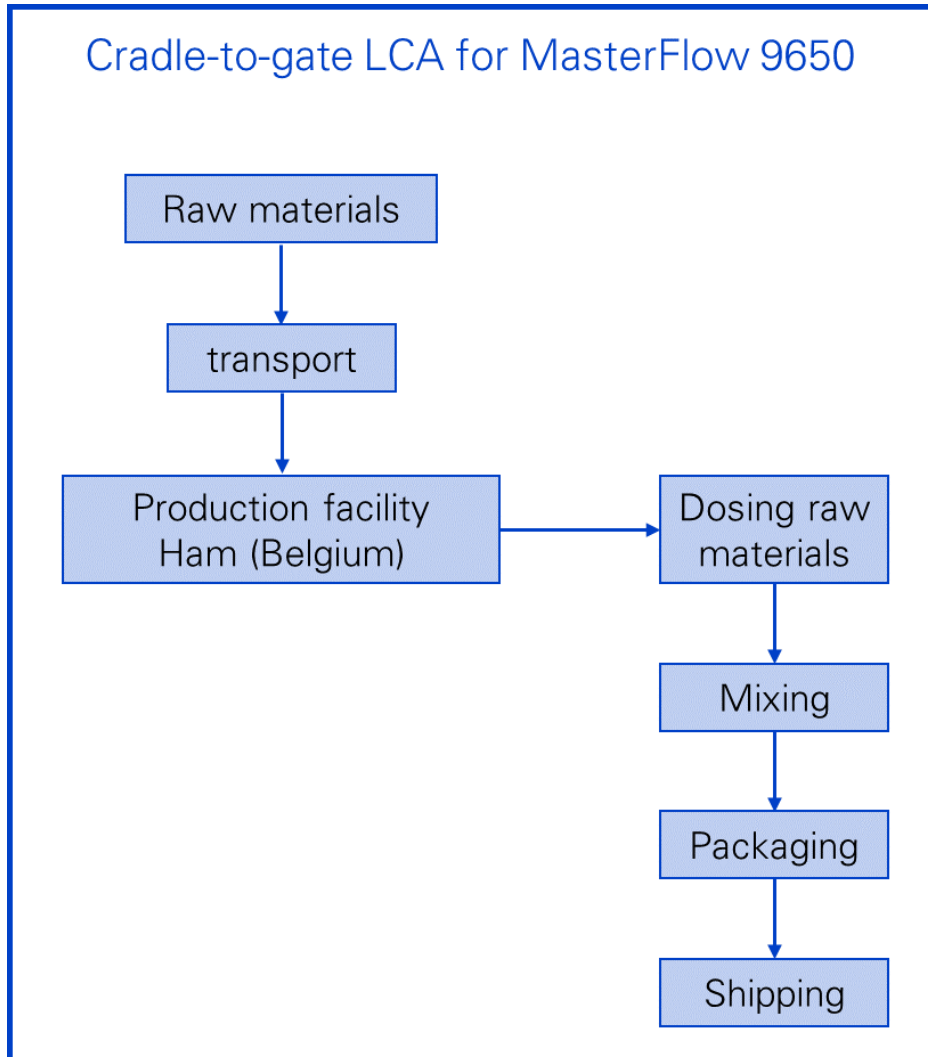 Cradle-to-gate LCA for MasterFlow 9650
Raw materials
transport
Production facility
Ham (Belgium)
Dosing raw
materials
Mixing
Packaging
Shipping